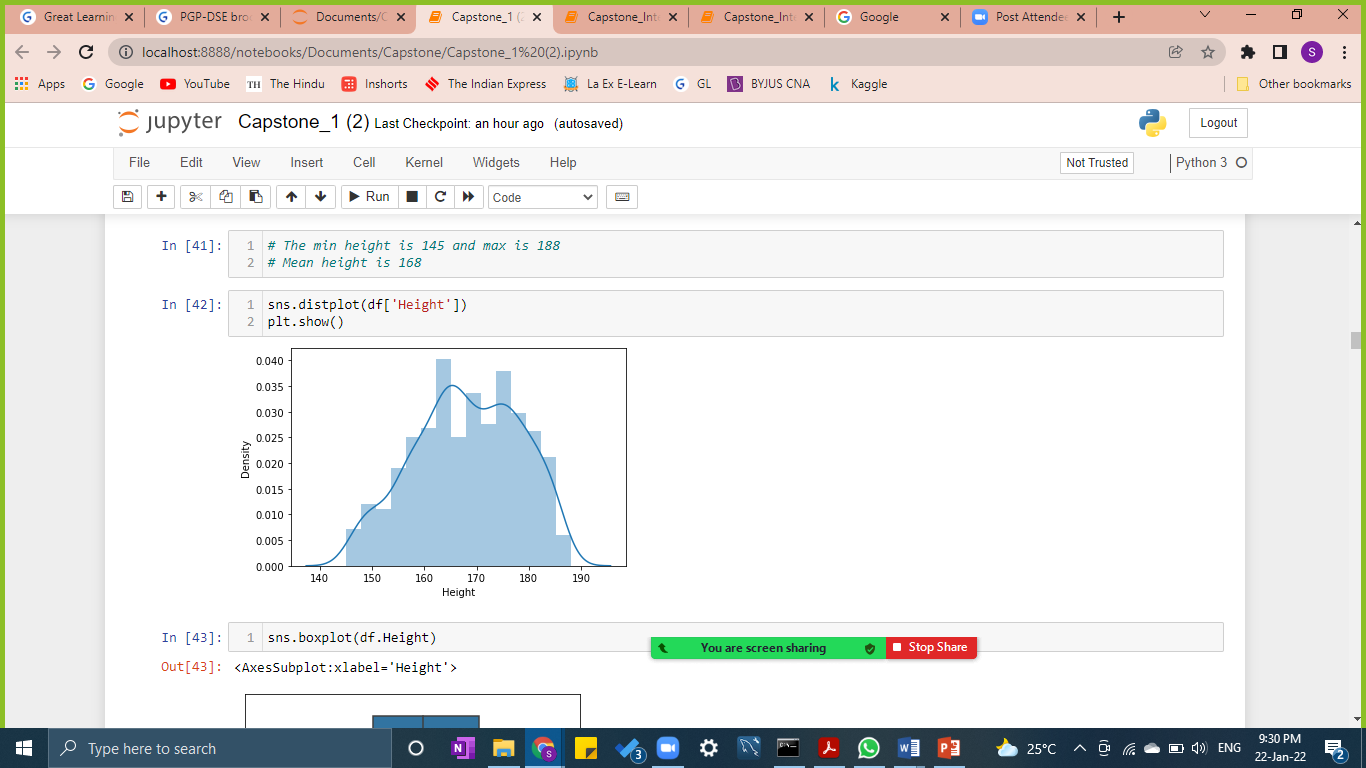 Great Learnin
PGP-DSE bro
Documents/C
Capstone_1 (
Capstone_Int
Capstone_Int
Google
Post Attende
localhost:8888/notebooks/Documents/Capstone/Capstone_1%20(2).ipynb
S
Apps
Google
YouTube
TH The Hindu
Inshorts
The Indian Express
La Ex E-Learn
GL
BYJUS CNA
Kaggle
Other bookmarks
jupyter Capstone_1 (2) Last Checkpoint: an hour ago (autosaved)
Logout
File Edit View Insert Cell Kernel Widgets Help
Not Trusted
Python 3
Run
Code
In [41]:
1 # The min height is 145 and max is 188
2 # Mean height is 168
In [42]:
1 sns.distplot(df['Height'])
2 plt.show()
0.040
0.035
0.030
0.025
0.020
0.015
0.010
0.005
0.000
Density
140 150 160 170 180 190
Height
In [43]:
1 sns.boxplot(df.Height)
You are screen sharing
Stop Share
Out[43]: <AxesSubplot:xlabel='Height'>
Type here to search
N
3
W
P
25°C
ENG
9:30 PM
22-Jan-22
2